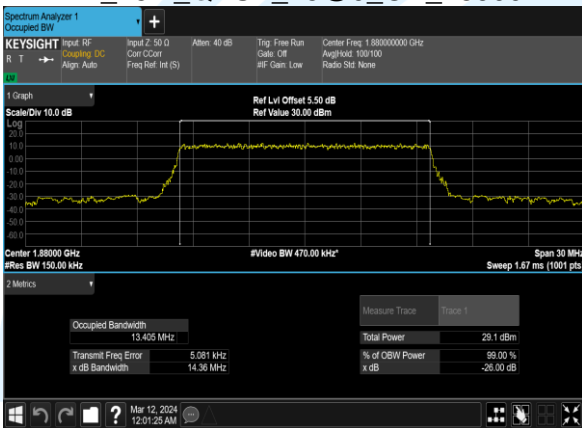 Spectrum Analyzer 1
Occupied BW
KEYSIGHT
R T
LW
Input: RF
Coupling: DC
Align: Auto
Input Z: 50 Ω
Corr CCorr
Freq Ref: Int (S)
Atten: 40 dB
Trig: Free Run
Gate: Off
#IF Gain: Low
Center Freq: 1.880000000 GHz
Avg|Hold: 100/100
Radio Std: None
1 Graph
Scale/Div 10.0 dB
Ref Lvl Offset 5.50 dB
Ref Value 30.00 dBm
Log
20.0
10.0
0.00
-10.0
-20.0
-30.0
-40.0
-50.0
-60.0
Center 1.88000 GHz
#Video BW 470.00 kHz*
Span 30 MHz
#Res BW 150.00 kHz
Sweep 1.67 ms (1001 pts
2 Metrics
Measure Trace
Trace 1
Occupied Bandwidth
13.405 MHz
Total Power
29.1 dBm
Transmit Freq Error
5.081 kHz
% of OBW Power
99.00 %
x dB Bandwidth
14.36 MHz
x dB
-26.00 dB
?
Mar 12, 2024
12:01:25 AM